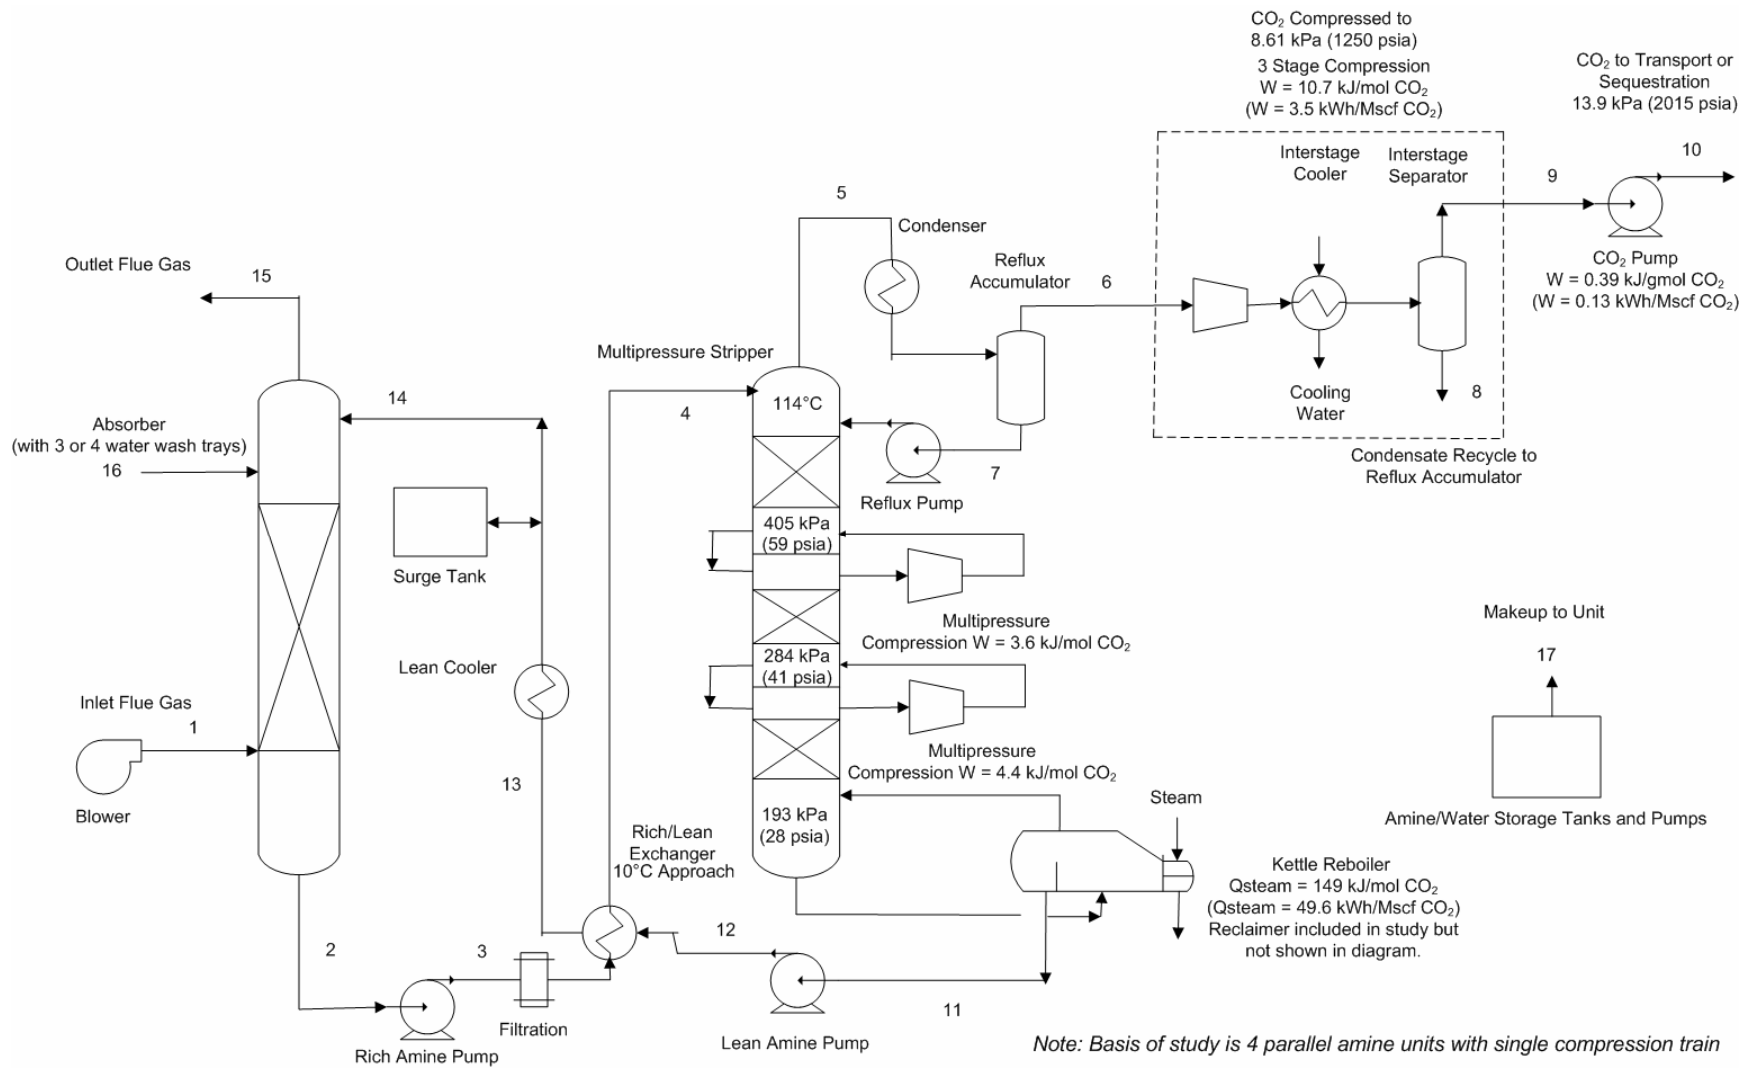 CO₂ Compressed to
8.61 kPa (1250 psia)
3 Stage Compression
W = 10.7 kJ/mol CO₂
(W = 3.5 kWh/Mscf CO₂)
CO₂ to Transport or
Sequestration
13.9 kPa (2015 psia)
10
Interstage
Cooler
Interstage
Separator
9
5
Condenser
Outlet Flue Gas
15
Reflux
Accumulator
6
CO₂ Pump
W = 0.39 kJ/gmol CO₂
(W = 0.13 kWh/Mscf CO₂)
Multipressure Stripper
14
4
114°C
Cooling
Water
8
Absorber
(with 3 or 4 water wash trays)
16
7
Condensate Recycle to
Reflux Accumulator
Reflux Pump
405 kPa
(59 psia)
Surge Tank
Multipressure
Compression W = 3.6 kJ/mol CO₂
Makeup to Unit
17
284 kPa
(41 psia)
Lean Cooler
Inlet Flue Gas
1
Multipressure
Compression W = 4.4 kJ/mol CO₂
13
Steam
Blower
193 kPa
(28 psia)
Amine/Water Storage Tanks and Pumps
Rich/Lean
Exchanger
10°C Approach
Kettle Reboiler
Qsteam = 149 kJ/mol CO₂
(Qsteam = 49.6 kWh/Mscf CO₂)
Reclaimer included in study but
not shown in diagram.
2
3
12
11
Filtration
Rich Amine Pump
Lean Amine Pump
Note: Basis of study is 4 parallel amine units with single compression train